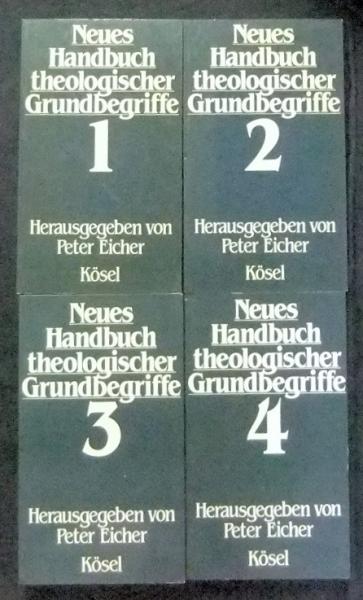 Neues
Handbuch
theologischer
Grundbegriffe
1
Herausgegeben von
Peter Eicher
Kösel
Neues
Handbuch
theologischer
Grundbegriffe
2
Herausgegeben von
Peter Eicher
Kösel
Neues
Handbuch
theologischer
Grundbegriffe
3
Herausgegeben von
Peter Eicher
Kösel
Neues
Handbuch
theologischer
Grundbegriffe
4
Herausgegeben von
Peter Eicher
Kösel